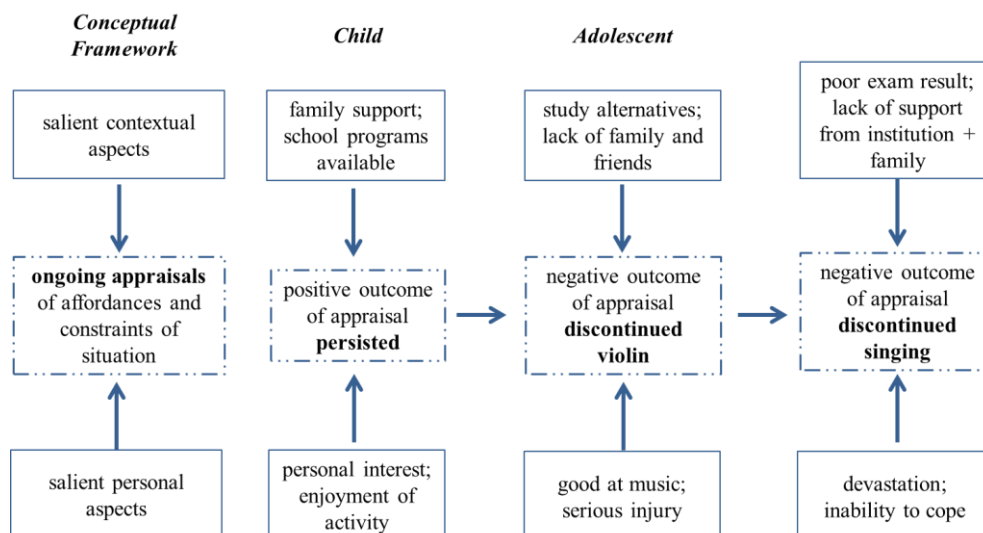 Conceptual
Framework
Child
Adolescent
salient contextual
aspects
family support;
school programs
available
study alternatives;
lack of family and
friends
poor exam result;
lack of support
from institution +
family
ongoing appraisals
of affordances and
constraints of
situation
positive outcome
of appraisal
persisted
negative outcome
of appraisal
discontinued
violin
negative outcome
of appraisal
discontinued
singing
salient personal
aspects
personal interest;
enjoyment of
activity
good at music;
serious injury
devastation;
inability to cope